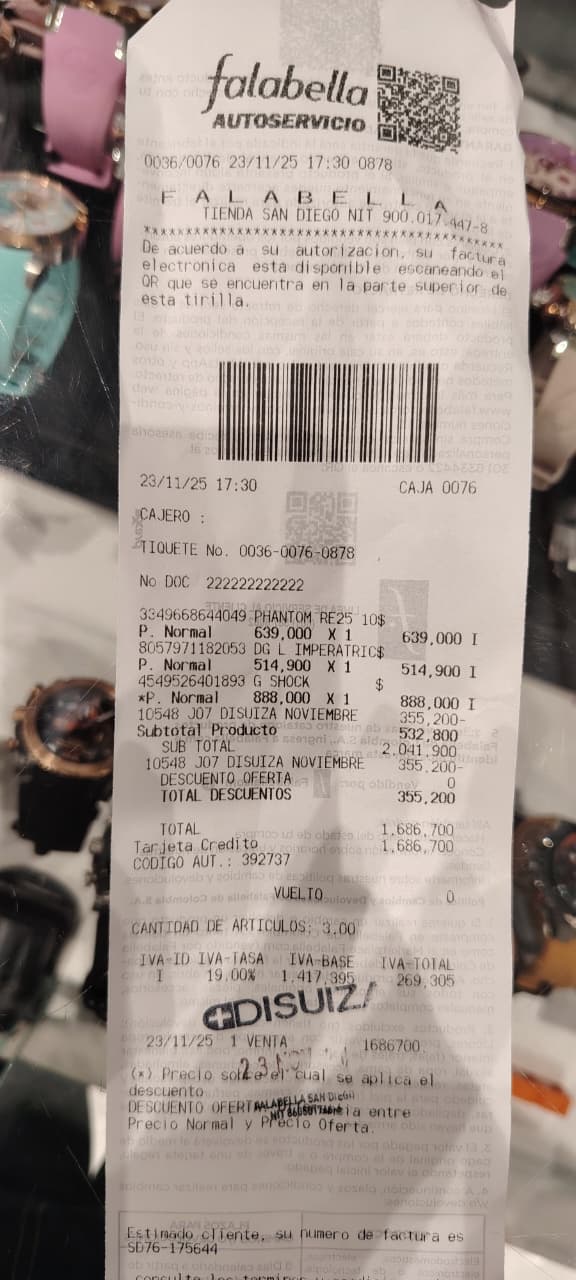 falabella
AUTOSERVICIO
0036/0076 23/11/25 17:30 0878
F A L A B E L L A
TIENDA SAN DIEGO NIT 900.017.447-8
******************************************
De acuerdo a su autorizacion, su factura
electronica esta disponible escaneando el
QR que se encuentra en la parte superior de
esta tirilla.
23/11/25 17:30 CAJA 0076
CAJERO :
TIQUETE No. 0036-0076-0878
No DOC 222222222222
3349668644049 PHANTOM RE25 10$
P. Normal 639,000 X 1 639,000 I
8057971182053 DG L IMPERATRIC$
P. Normal 514,900 X 1 514,900 I
4549526401893 G SHOCK $
*P. Normal 888,000 X 1 888,000 I
10548 J07 DISUIZA NOVIEMBRE 355,200-
Subtotal Producto 532,800
SUB TOTAL 2.041,900
10548 J07 DISUIZA NOVIEMBRE 355,200-
DESCUENTO OFERTA 0
TOTAL DESCUENTOS 355,200
TOTAL 1,686,700
Tarjeta Credito 1,686,700
CODIGO AUT.: 392737
VUELTO 0
CANTIDAD DE ARTICULOS: 3,00
IVA-ID IVA-TASA IVA-BASE IVA-TOTAL
I 19,00% 1,417,395 269,305
DISUIZA
23/11/25 1 VENTA 1686700
(*) Precio sobre el cual se aplica el
descuento
FALABELLA SAN DIEGO
DESCUENTO OFERTA entre
Precio Normal y Precio Oferta.
Estimado cliente, su numero de factura es
SD76-175644